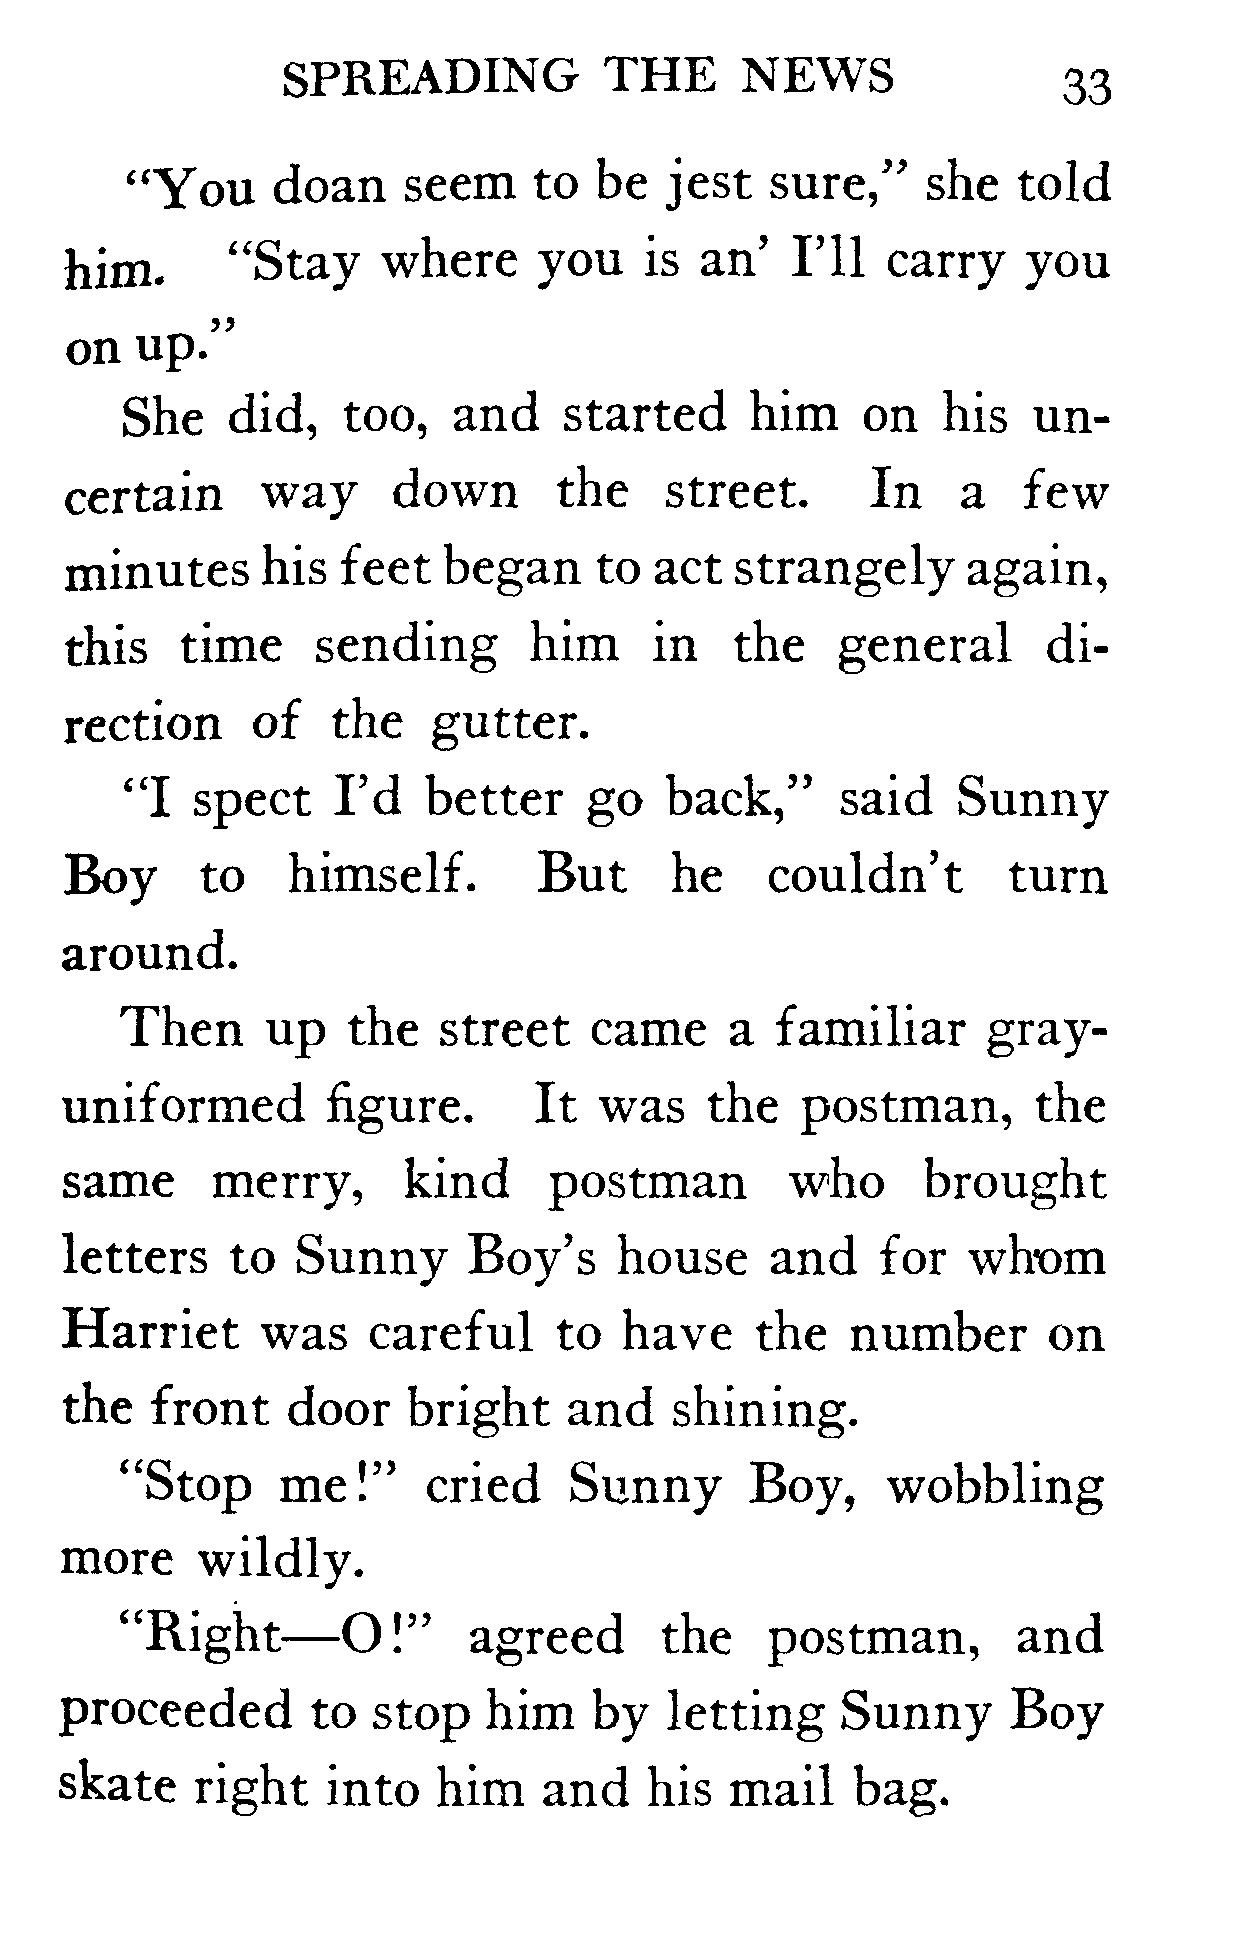 SPREADING THE NEWS 33
“You doan seem to be jest sure,” she told
him. “Stay where you is an’ I’ll carry you
on up.”
She did, too, and started him on his un-
certain way down the street. In a few
minutes his feet began to act strangely again,
this time sending him in the general di-
rection of the gutter.
“I spect I’d better go back,” said Sunny
Boy to himself. But he couldn’t turn
around.
Then up the street came a familiar gray-
uniformed figure. It was the postman, the
same merry, kind postman who brought
letters to Sunny Boy’s house and for whom
Harriet was careful to have the number on
the front door bright and shining.
“Stop me!” cried Sunny Boy, wobbling
more wildly.
“Right—O!” agreed the postman, and
proceeded to stop him by letting Sunny Boy
skate right into him and his mail bag.